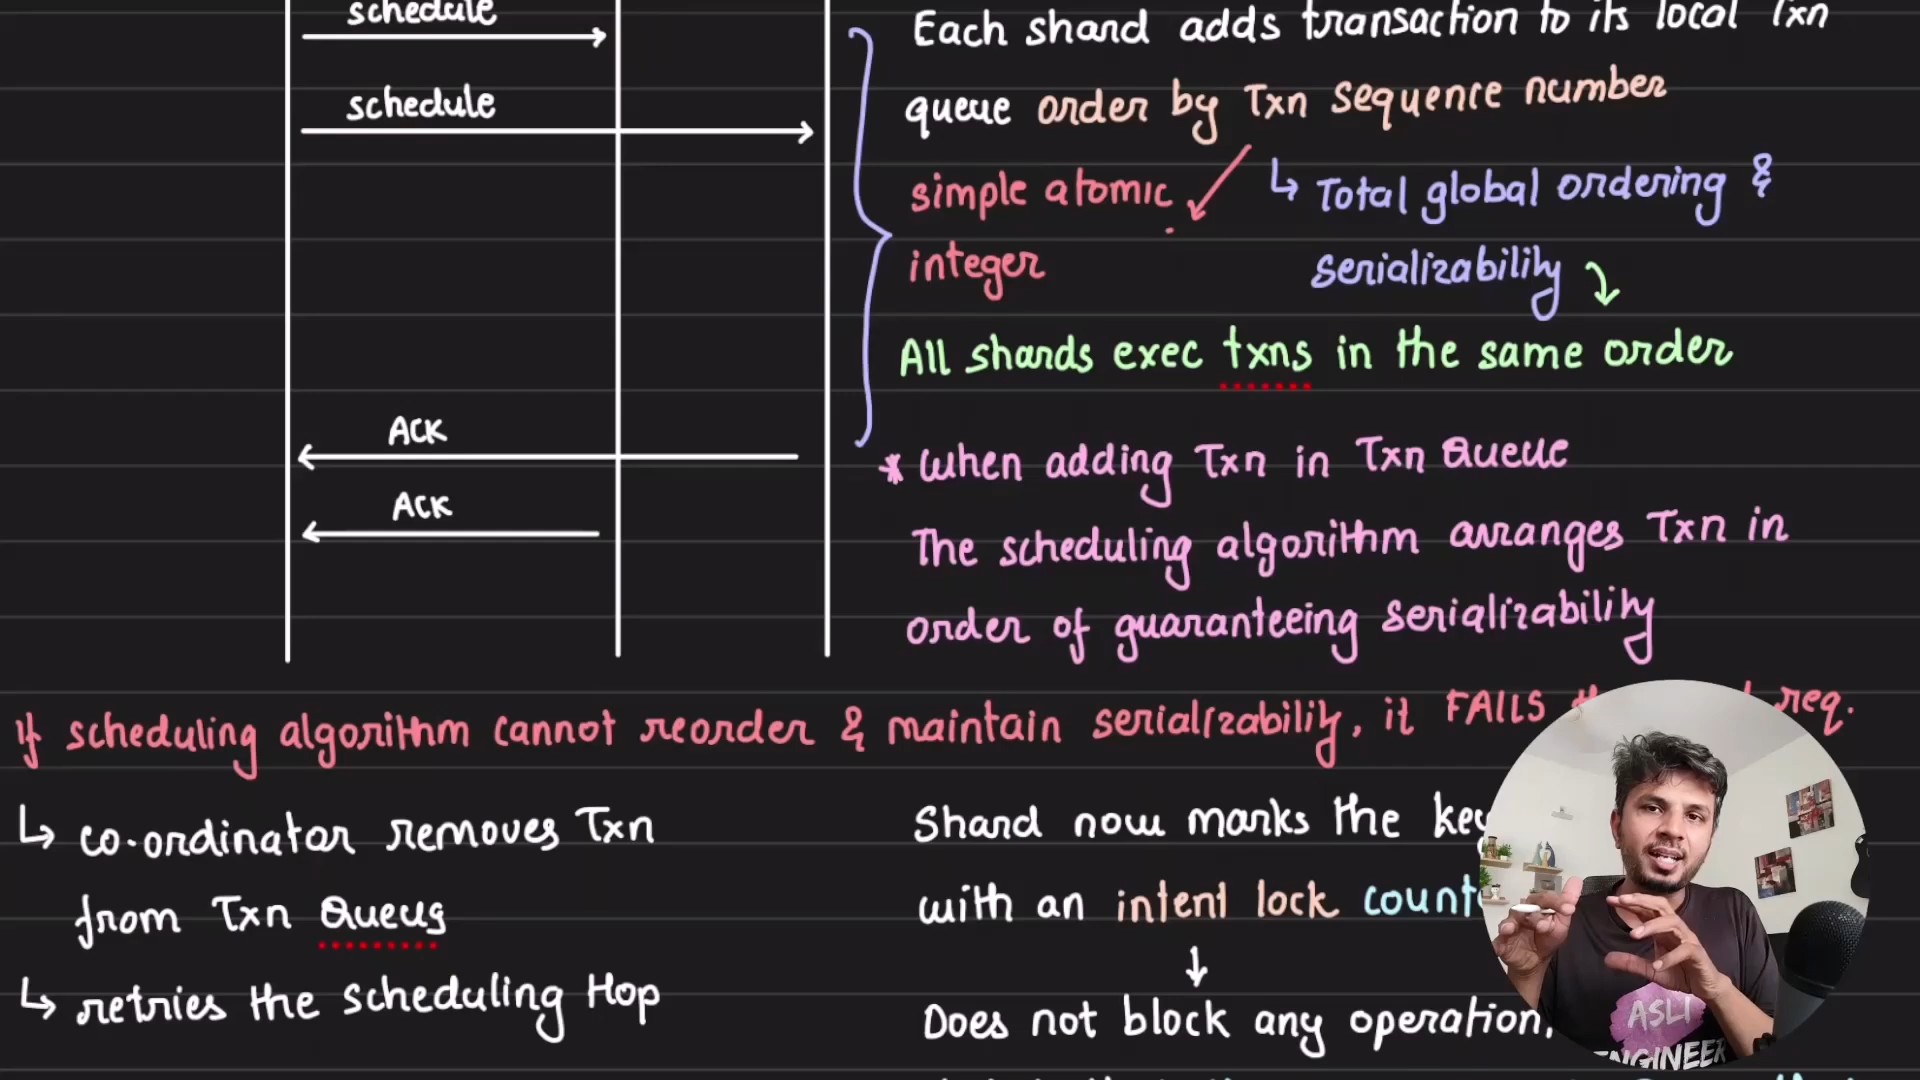 schedule
schedule
Each shard adds transaction to its local Txn
queue order by Txn sequence number
simple atomic
integer
↳ Total global ordering &
serializability
All shards exec txns in the same order
ACK
ACK
* When adding Txn in Txn Queue
The scheduling algorithm arranges Txn in
order of guaranteeing serializability
If scheduling algorithm cannot reorder & maintain serializability, it FAILS req.
↳ co-ordinator removes Txn
from Txn Queus
↳ retries the scheduling Hop
Shard now marks the
with an intent lock
Does not block any operation,
ASLI
ENGINEER